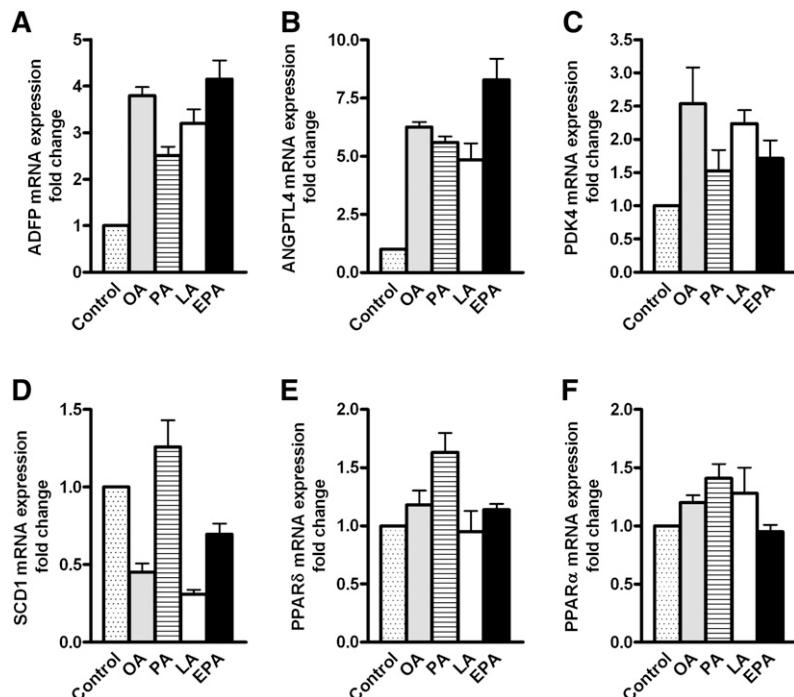 A
ADFP mRNA expression
fold change
5
4
3
2
1
0
Control
OA
PA
LA
EPA
B
ANGPTL4 mRNA expression
fold change
10.0
7.5
5.0
2.5
0.0
Control
OA
PA
LA
EPA
C
PDK4 mRNA expression
fold change
3.5
3.0
2.5
2.0
1.5
1.0
0.5
0.0
Control
OA
PA
LA
EPA
D
SCD1 mRNA expression
fold change
1.5
1.0
0.5
0.0
Control
OA
PA
LA
EPA
E
PPARδ mRNA expression
fold change
2.0
1.5
1.0
0.5
0.0
Control
OA
PA
LA
EPA
F
PPARα mRNA expression
fold change
2.0
1.5
1.0
0.5
0.0
Control
OA
PA
LA
EPA